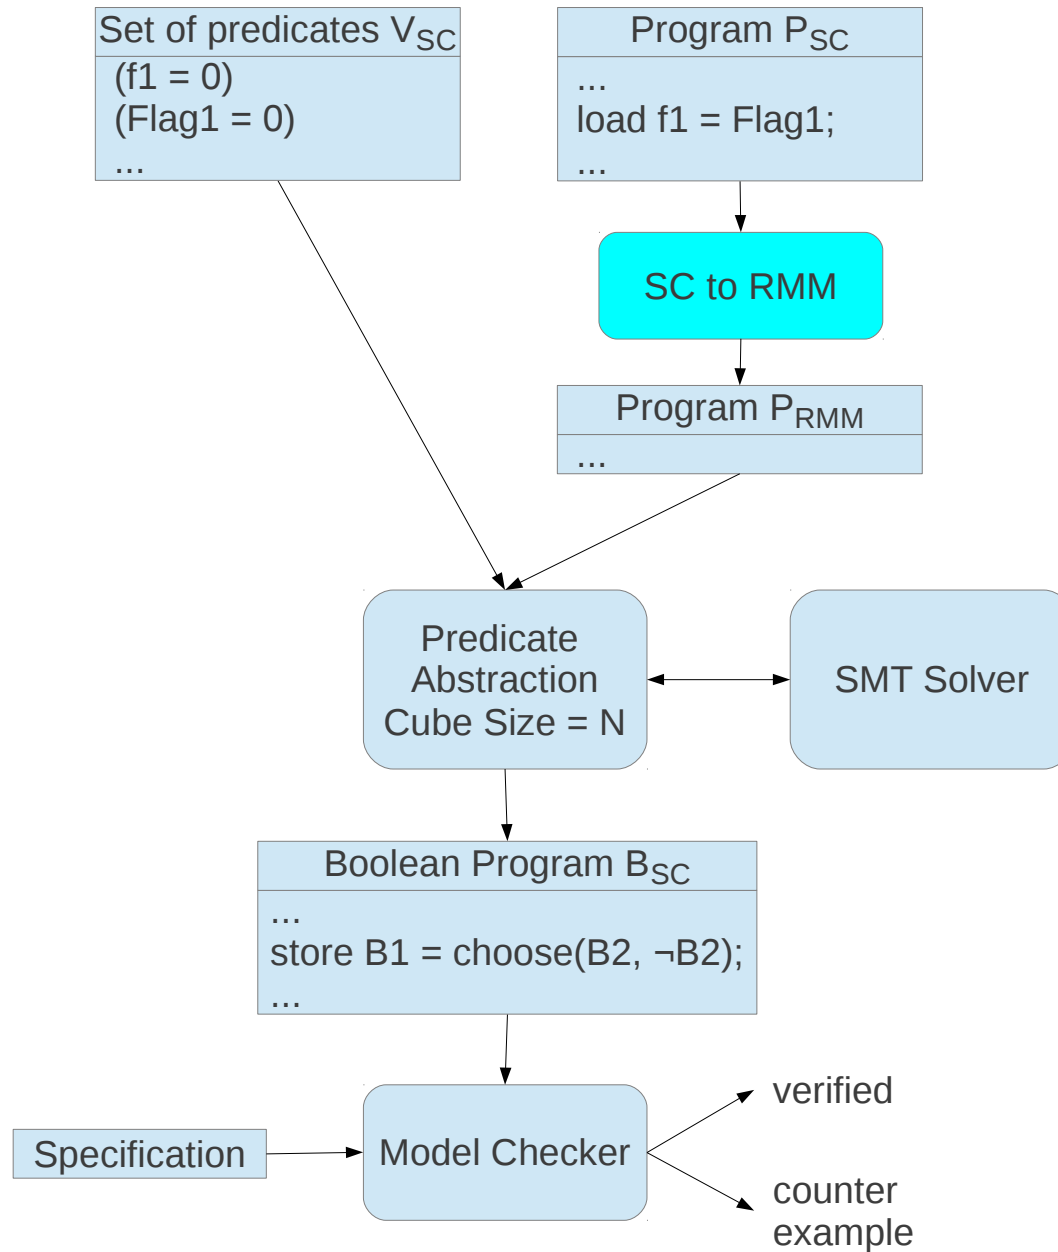 Set of predicates V_SC
(f1 = 0)
(Flag1 = 0)
...
Program P_SC
...
load f1 = Flag1;
...
SC to RMM
Program P_RMM
...
Predicate
Abstraction
Cube Size = N
SMT Solver
Boolean Program B_SC
...
store B1 = choose(B2, ¬B2);
...
Specification
Model Checker
verified
counter
example